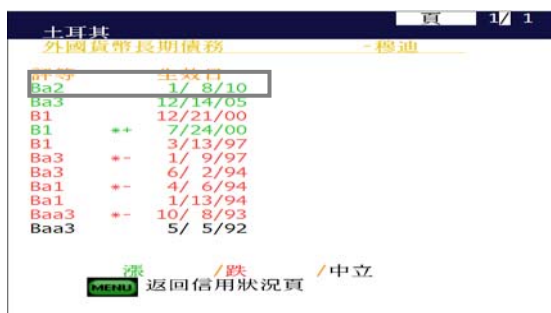 土耳其 頁 1/ 1
外國貨幣長期債務 -穆迪
評等 生效日
Ba2 1/ 8/10
Ba3 12/14/05
B1 12/21/00
B1 *+ 7/24/00
B1 3/13/97
Ba3 *- 1/ 9/97
Ba3 6/ 2/94
Ba1 *- 4/ 6/94
Ba1 1/13/94
Baa3 *- 10/ 8/93
Baa3 5/ 5/92
漲 /跌 /中立
MENU 返回信用狀況頁